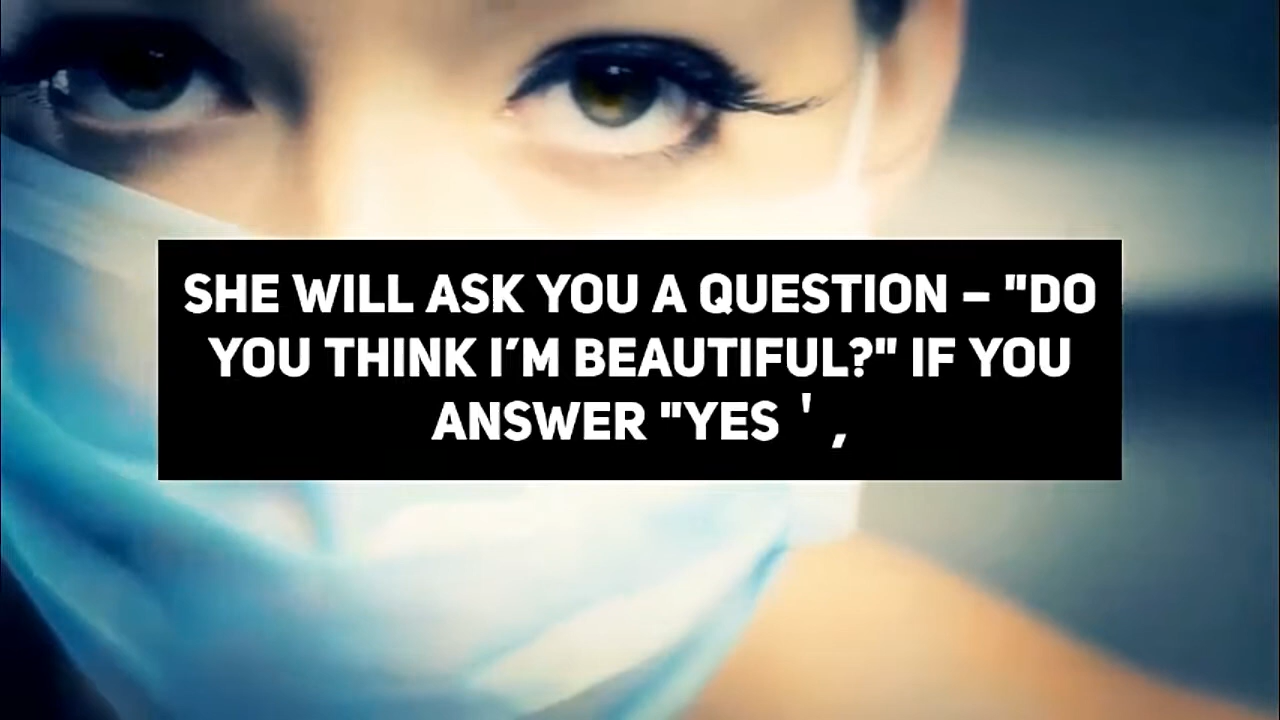 SHE WILL ASK YOU A QUESTION – "DO
YOU THINK I´M BEAUTIFUL?" IF YOU
ANSWER "YES ' ,